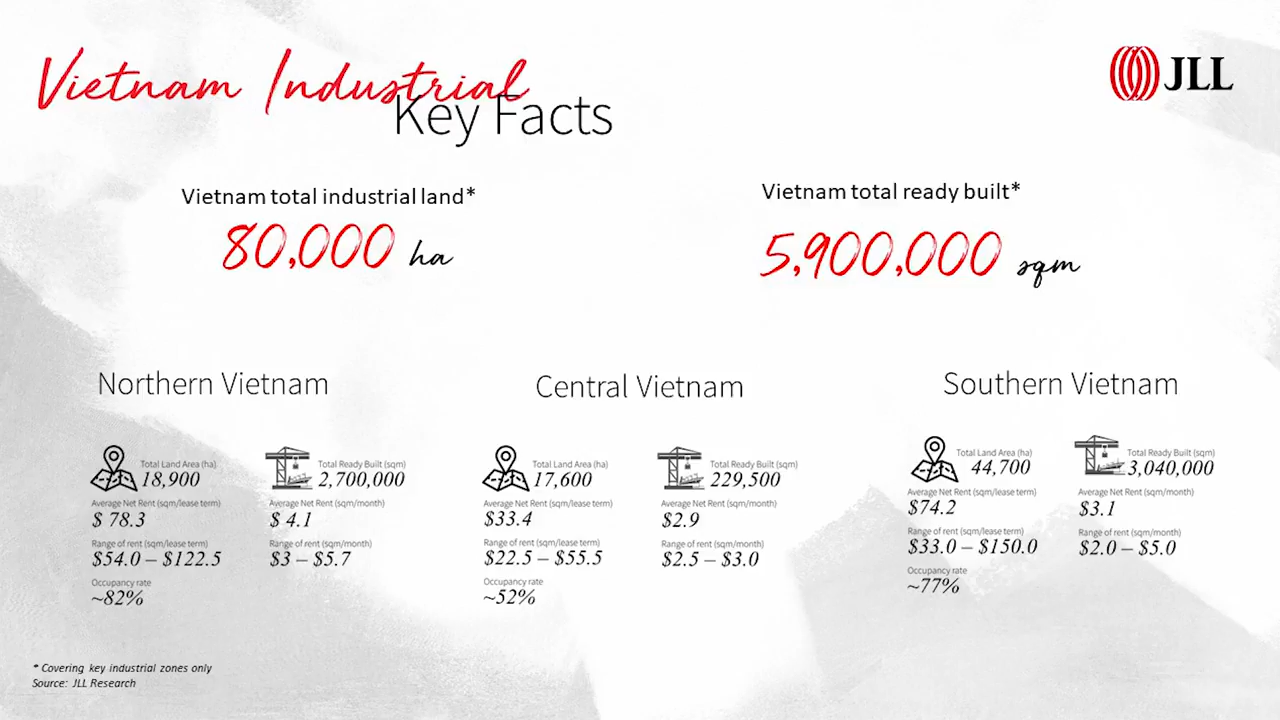 Vietnam Industrial
Key Facts
JLL
Vietnam total industrial land*
80,000 ha
Vietnam total ready built*
5,900,000 sqm
Northern Vietnam
Total Land Area (ha)
18,900
Average Net Rent (sqm/lease term)
$ 78.3
Range of rent (sqm/lease term)
$54.0 – $122.5
Occupancy rate
~82%
Total Ready Built (sqm)
2,700,000
Average Net Rent (sqm/month)
$ 4.1
Range of rent (sqm/month)
$3 – $5.7
Central Vietnam
Total Land Area (ha)
17,600
Average Net Rent (sqm/lease term)
$33.4
Range of rent (sqm/lease term)
$22.5 – $55.5
Occupancy rate
~52%
Total Ready Built (sqm)
229,500
Average Net Rent (sqm/month)
$2.9
Range of rent (sqm/month)
$2.5 – $3.0
Southern Vietnam
Total Land Area (ha)
44,700
Average Net Rent (sqm/lease term)
$74.2
Range of rent (sqm/lease term)
$33.0 – $150.0
Occupancy rate
~77%
Total Ready Built (sqm)
3,040,000
Average Net Rent (sqm/month)
$3.1
Range of rent (sqm/month)
$2.0 – $5.0
* Covering key industrial zones only
Source: JLL Research